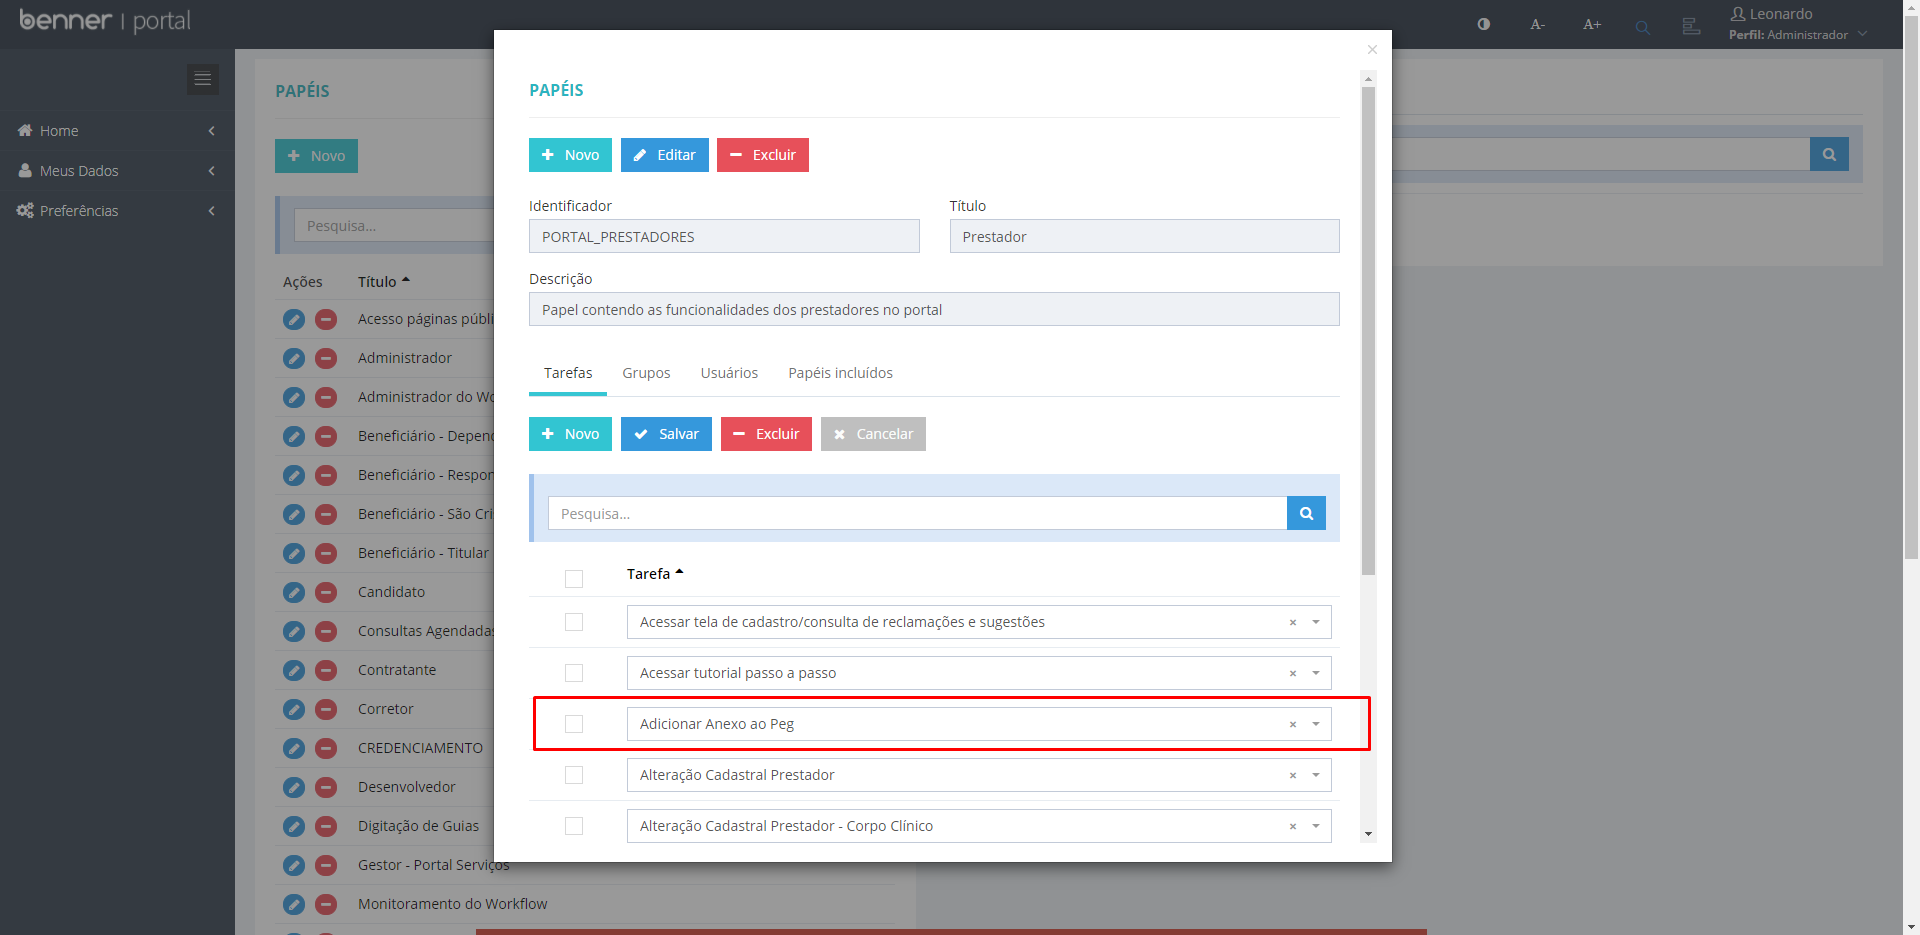 benner | portal
A-
A+
Leonardo
Perfil: Administrador
Home
Meus Dados
Preferências
PAPÉIS
Novo
Pesquisa...
Ações
Título
Acesso páginas públi
Administrador
Administrador do Wo
Beneficiário - Depend
Beneficiário - Respon
Beneficiário - São Cri
Beneficiário - Titular
Candidato
Consultas Agendadas
Contratante
Corretor
CREDENCIAMENTO
Desenvolvedor
Digitação de Guias
Gestor - Portal Serviços
Monitoramento do Workflow
×
PAPÉIS
Novo
Editar
Excluir
Identificador
Título
PORTAL_PRESTADORES
Prestador
Descrição
Papel contendo as funcionalidades dos prestadores no portal
Tarefas
Grupos
Usuários
Papéis incluídos
Novo
Salvar
Excluir
Cancelar
Pesquisa...
Tarefa
Acessar tela de cadastro/consulta de reclamações e sugestões
Acessar tutorial passo a passo
Adicionar Anexo ao Peg
Alteração Cadastral Prestador
Alteração Cadastral Prestador - Corpo Clínico